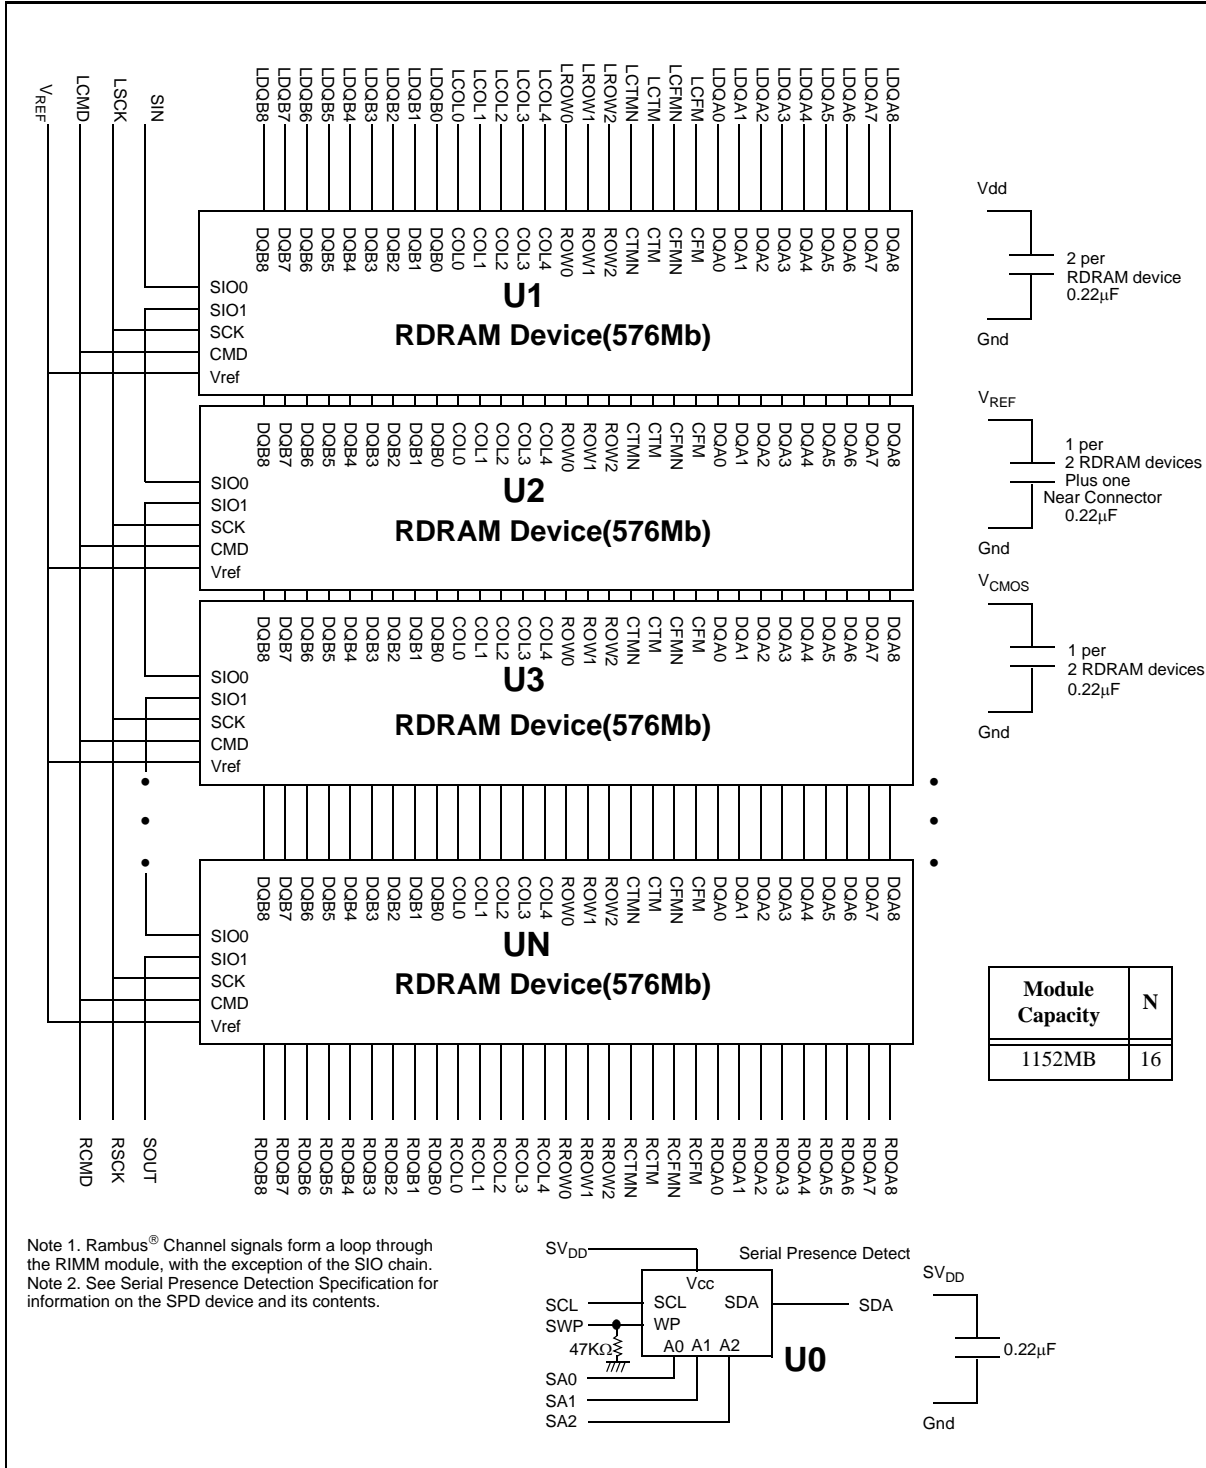 VREF
LCMD
LSCK
SIN
LDQB8
LDQB7
LDQB6
LDQB5
LDQB4
LDQB3
LDQB2
LDQB1
LDQB0
LCOL0
LCOL1
LCOL2
LCOL3
LCOL4
LROW0
LROW1
LROW2
LCTMN
LCTM
LCFMN
LCFM
LDQA0
LDQA1
LDQA2
LDQA3
LDQA4
LDQA5
LDQA6
LDQA7
LDQA8
DQB8
DQB7
DQB6
DQB5
DQB4
DQB3
DQB2
DQB1
DQB0
COL0
COL1
COL2
COL3
COL4
ROW0
ROW1
ROW2
CTMN
CTM
CFMN
CFM
DQA0
DQA1
DQA2
DQA3
DQA4
DQA5
DQA6
DQA7
DQA8
SIO0
SIO1
SCK
CMD
Vref
U1
RDRAM Device(576Mb)
DQB8
DQB7
DQB6
DQB5
DQB4
DQB3
DQB2
DQB1
DQB0
COL0
COL1
COL2
COL3
COL4
ROW0
ROW1
ROW2
CTMN
CTM
CFMN
CFM
DQA0
DQA1
DQA2
DQA3
DQA4
DQA5
DQA6
DQA7
DQA8
SIO0
SIO1
SCK
CMD
Vref
U2
RDRAM Device(576Mb)
DQB8
DQB7
DQB6
DQB5
DQB4
DQB3
DQB2
DQB1
DQB0
COL0
COL1
COL2
COL3
COL4
ROW0
ROW1
ROW2
CTMN
CTM
CFMN
CFM
DQA0
DQA1
DQA2
DQA3
DQA4
DQA5
DQA6
DQA7
DQA8
SIO0
SIO1
SCK
CMD
Vref
U3
RDRAM Device(576Mb)
DQB8
DQB7
DQB6
DQB5
DQB4
DQB3
DQB2
DQB1
DQB0
COL0
COL1
COL2
COL3
COL4
ROW0
ROW1
ROW2
CTMN
CTM
CFMN
CFM
DQA0
DQA1
DQA2
DQA3
DQA4
DQA5
DQA6
DQA7
DQA8
SIO0
SIO1
SCK
CMD
Vref
UN
RDRAM Device(576Mb)
RCMD
RSCK
SOUT
RDQB8
RDQB7
RDQB6
RDQB5
RDQB4
RDQB3
RDQB2
RDQB1
RDQB0
RCOL0
RCOL1
RCOL2
RCOL3
RCOL4
RROW0
RROW1
RROW2
RCTMN
RCTM
RCFMN
RCFM
RDQA0
RDQA1
RDQA2
RDQA3
RDQA4
RDQA5
RDQA6
RDQA7
RDQA8
Vdd
2 per
RDRAM device
0.22µF
Gnd
VREF
1 per
2 RDRAM devices
Plus one
Near Connector
0.22µF
Gnd
VCMOS
1 per
2 RDRAM devices
0.22µF
Gnd
Module Capacity N
1152MB 16
Note 1. Rambus® Channel signals form a loop through
the RIMM module, with the exception of the SIO chain.
Note 2. See Serial Presence Detection Specification for
information on the SPD device and its contents.
SVDD
Serial Presence Detect
Vcc
SCL
SCL
SDA
SDA
SWP
WP
47KΩ
A0 A1 A2
U0
SA0
SA1
SA2
SVDD
0.22µF
Gnd